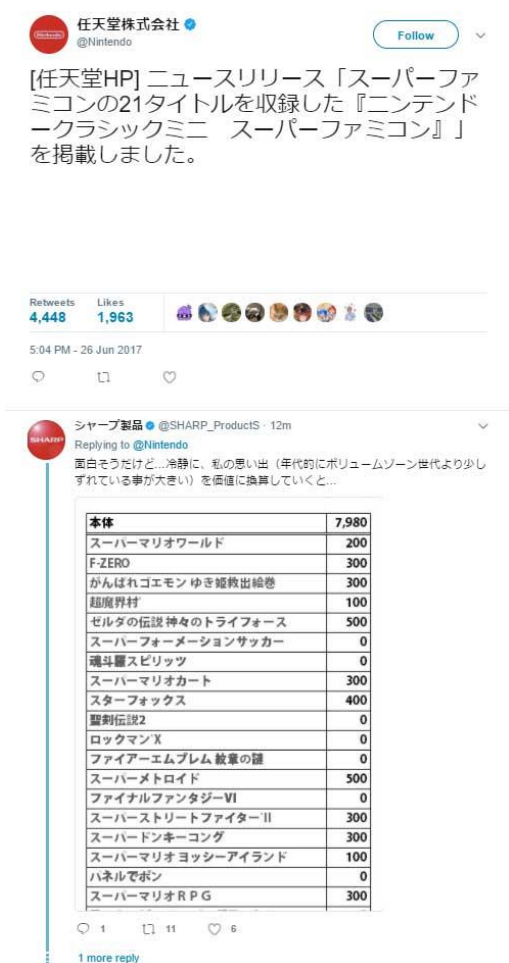 任天堂株式会社
Nintendo
@Nintendo
Follow
[任天堂HP] ニュースリリース「スーパーファ
ミコンの21タイトルを収録した『ニンテンド
ークラシックミニ　スーパーファミコン』」
を掲載しました。
Retweets Likes
4,448 1,963
5:04 PM - 26 Jun 2017
シャープ製品 @SHARP_ProductS · 12m
SHARP
Replying to @Nintendo
面白そうだけど...冷静に、私の思い出（年代的にボリュームゾーン世代より少し
ずれている事が大きい）を価値に換算していくと...
本体 7,980
スーパーマリオワールド 200
F-ZERO 300
がんばれゴエモン ゆき姫救出絵巻 300
超魔界村 100
ゼルダの伝説 神々のトライフォース 500
スーパーフォーメーションサッカー 0
魂斗羅スピリッツ 0
スーパーマリオカート 300
スターフォックス 400
聖剣伝説2 0
ロックマンX 0
ファイアーエムブレム 紋章の謎 0
スーパーメトロイド 500
ファイナルファンタジーVI 0
スーパーストリートファイターII 300
スーパードンキーコング 300
スーパーマリオ ヨッシーアイランド 100
パネルでポン 0
スーパーマリオRPG 300
1 11 6
1 more reply